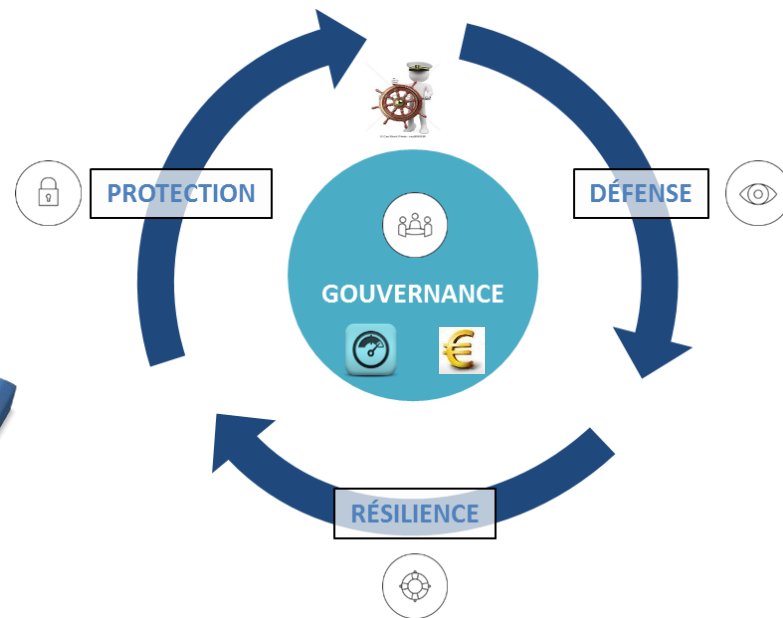 PROTECTION
DÉFENSE
GOUVERNANCE
€
RÉSILIENCE